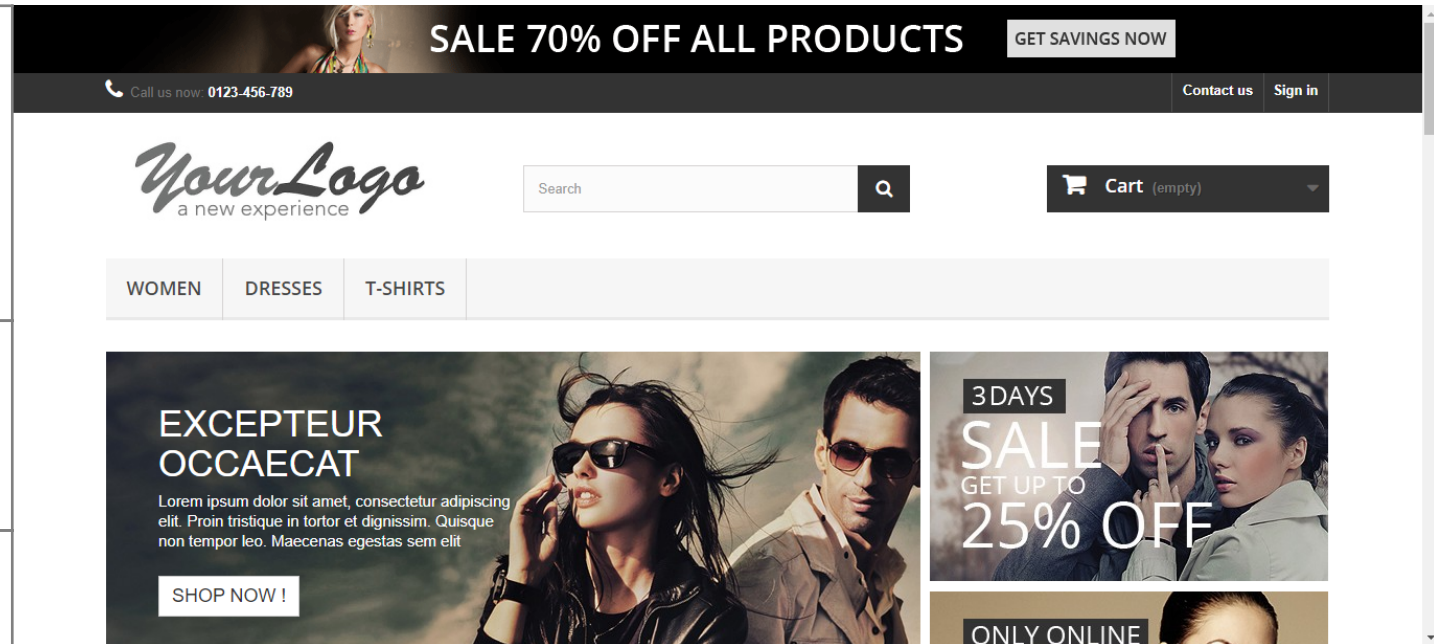 SALE 70% OFF ALL PRODUCTS
GET SAVINGS NOW
Call us now: 0123-456-789
Contact us
Sign in
YourLogo
a new experience
Search
Cart (empty)
WOMEN
DRESSES
T-SHIRTS
EXCEPTEUR
OCCAECAT
Lorem ipsum dolor sit amet, consectetur adipiscing
elit. Proin tristique in tortor et dignissim. Quisque
non tempor leo. Maecenas egestas sem elit
SHOP NOW !
3 DAYS
SALE
GET UP TO
25% OFF
ONLY ONLINE